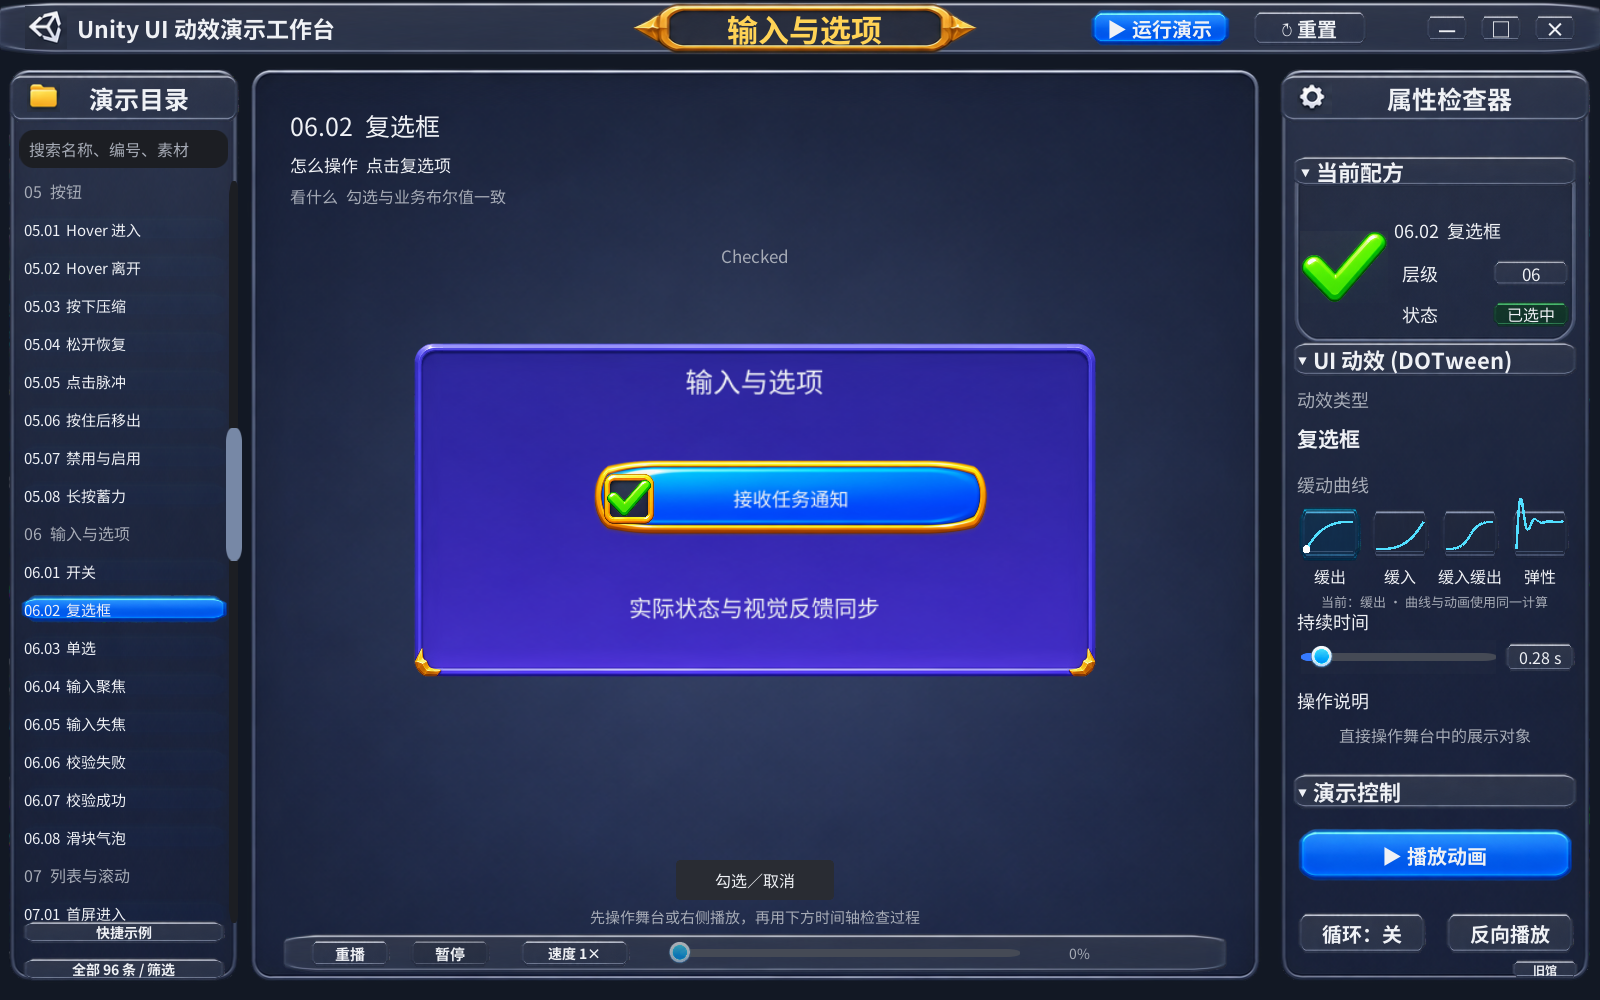 Unity UI 动效演示工作台
输入与选项
▶ 运行演示
重置
演示目录
搜索名称、编号、素材
05 按钮
05.01 Hover 进入
05.02 Hover 离开
05.03 按下压缩
05.04 松开恢复
05.05 点击脉冲
05.06 按住后移出
05.07 禁用与启用
05.08 长按蓄力
06 输入与选项
06.01 开关
06.02 复选框
06.03 单选
06.04 输入聚焦
06.05 输入失焦
06.06 校验失败
06.07 校验成功
06.08 滑块气泡
07 列表与滚动
07.01 首屏进入
快捷示例
全部 96 条 / 筛选
06.02 复选框
怎么操作 点击复选项
看什么 勾选与业务布尔值一致
Checked
输入与选项
接收任务通知
实际状态与视觉反馈同步
勾选／取消
先操作舞台或右侧播放，再用下方时间轴检查过程
重播
暂停
速度 1×
0%
属性检查器
▼ 当前配方
06.02 复选框
层级
06
状态
已选中
▼ UI 动效 (DOTween)
动效类型
复选框
缓动曲线
缓出
缓入
缓入缓出
弹性
当前：缓出 · 曲线与动画使用同一计算
持续时间
0.28 s
操作说明
直接操作舞台中的展示对象
▼ 演示控制
▶ 播放动画
循环：关
反向播放
旧馆